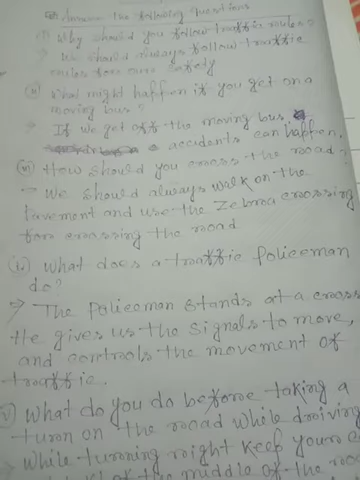 Answer the following questions
(i) Why should you follow traffic rules?
→ We should always follow traffic
rules for our safety
(ii) What might happen if you get on a
moving bus?
→ If we get off the moving bus
accidents can happen.
(iii) How should you cross the road?
→ We should always walk on the
Pavement and use the Zebra crossing
for crossing the road
(iv) What does a traffic policeman
do?
→ The Policeman stands at a cross
He gives us the signals to move,
and controls the movement of
traffic.
v) What do you do before taking a
turn on the road while driving
→ While turning right keep your
of the middle of the road